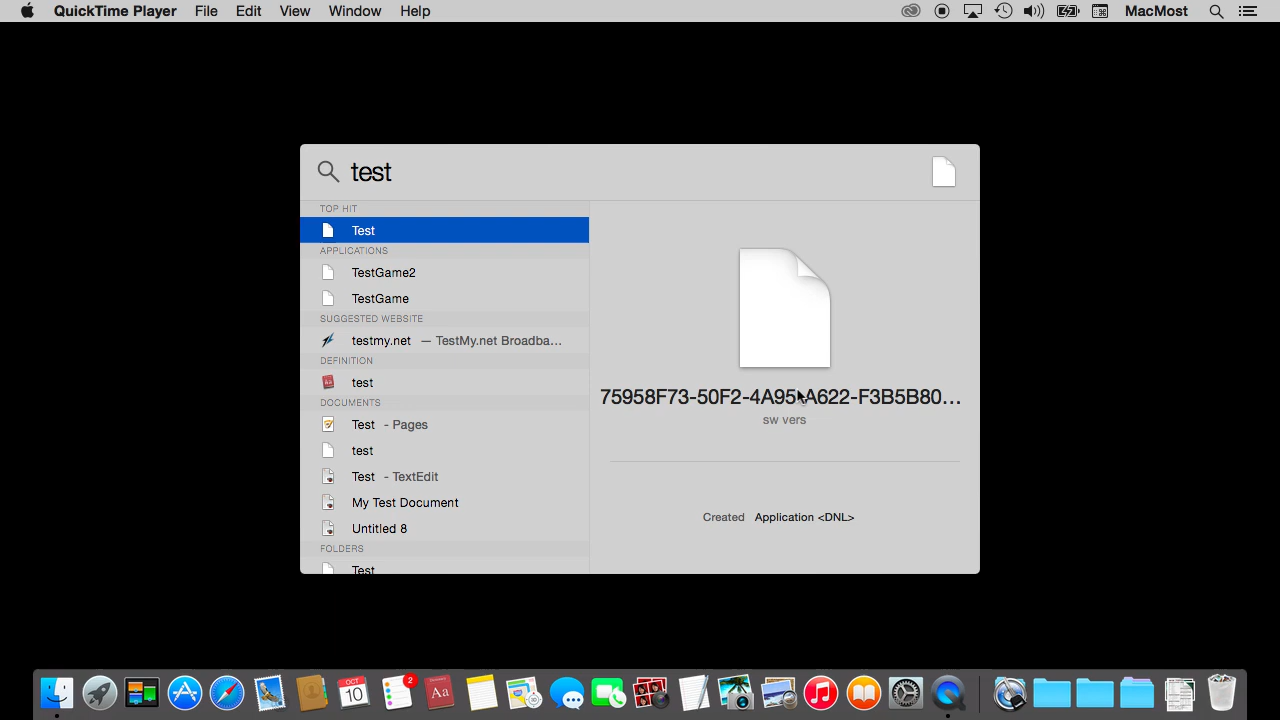 QuickTime Player File Edit View Window Help MacMost
test
TOP HIT
Test
APPLICATIONS
TestGame2
TestGame
SUGGESTED WEBSITE
testmy.net — TestMy.net Broadba...
DEFINITION
test
DOCUMENTS
Test - Pages
test
Test - TextEdit
My Test Document
Untitled 8
FOLDERS
Test
75958F73-50F2-4A95-A622-F3B5B80...
sw vers
Created Application <DNL>
OCT
10
2
Aa